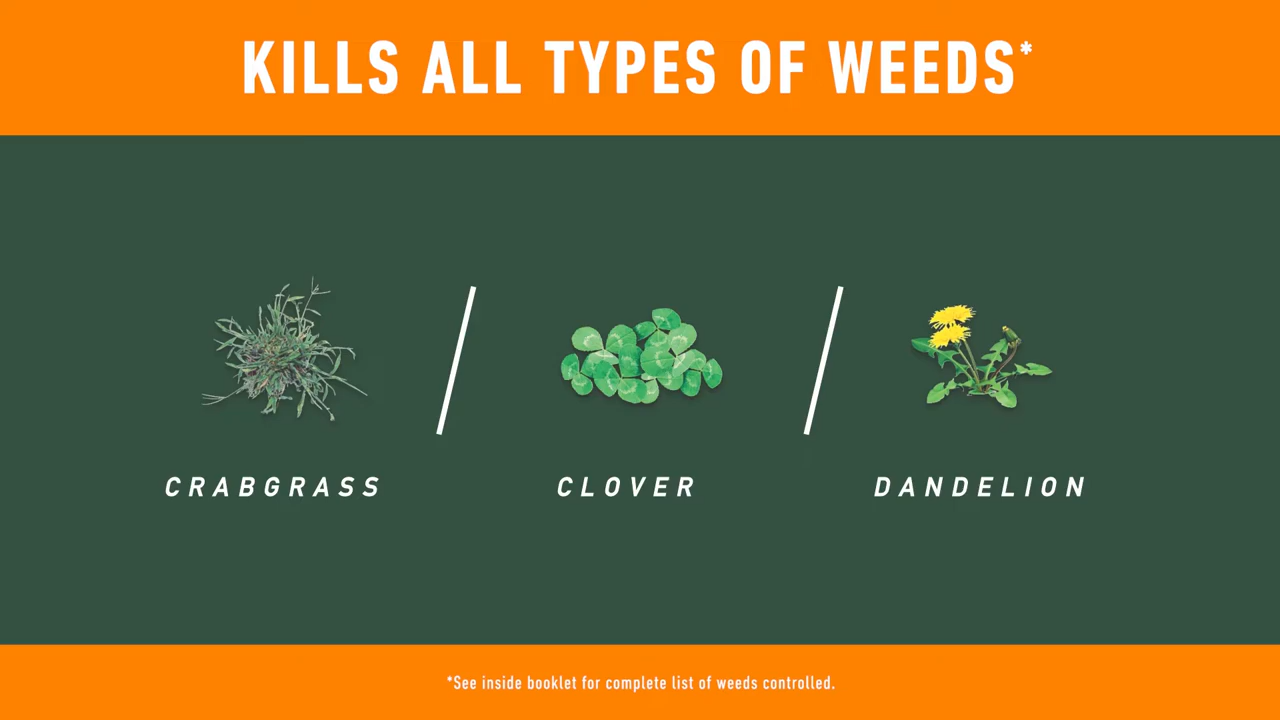 KILLS ALL TYPES OF WEEDS*
CRABGRASS / CLOVER / DANDELION
*See inside booklet for complete list of weeds controlled.